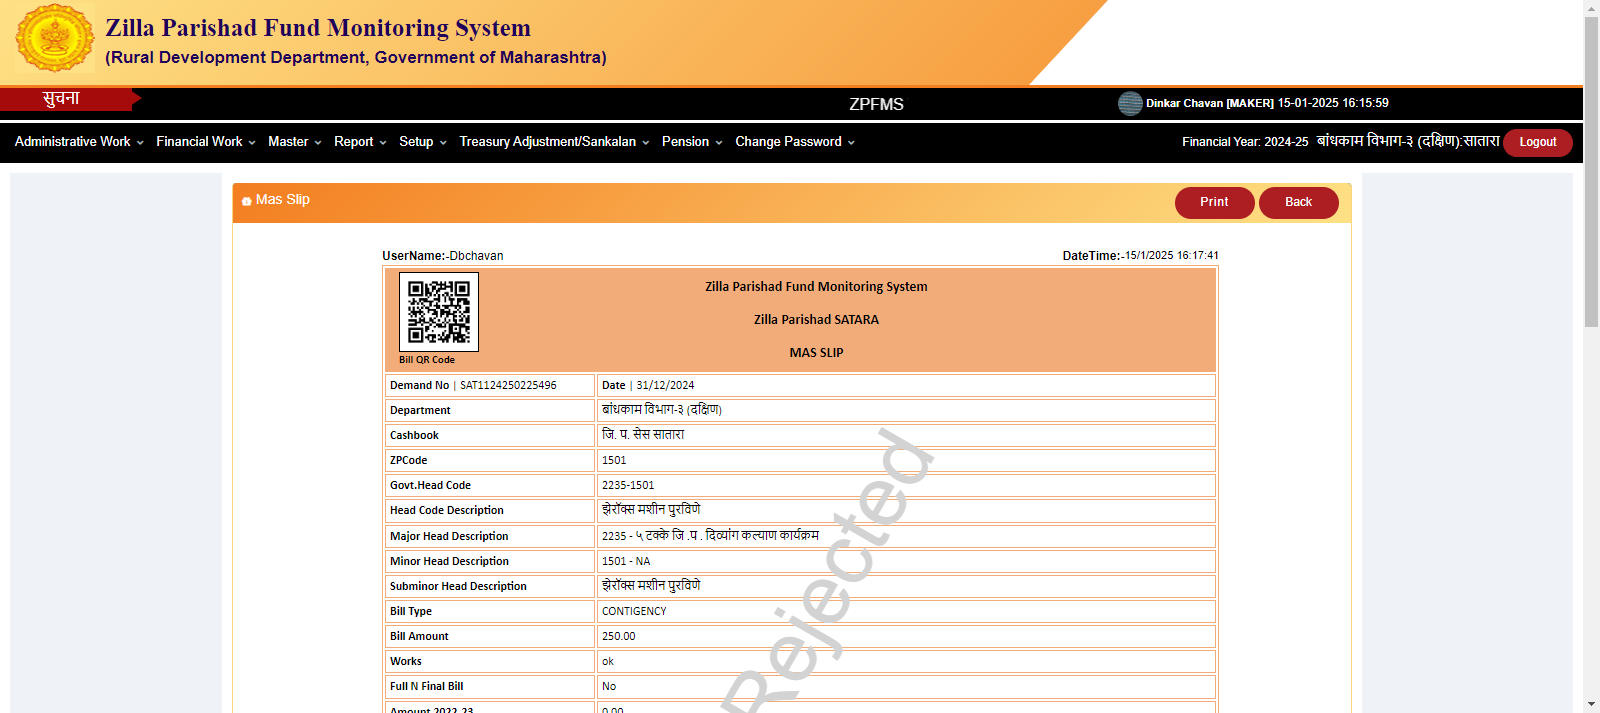 Zilla Parishad Fund Monitoring System
(Rural Development Department, Government of Maharashtra)
सुचना
ZPFMS
Dinkar Chavan [MAKER] 15-01-2025 16:15:59
Administrative Work Financial Work Master Report Setup Treasury Adjustment/Sankalan Pension Change Password Financial Year: 2024-25 बांधकाम विभाग-३ (दक्षिण):सातारा Logout
Mas Slip
Print Back
UserName:-Dbchavan DateTime:-15/1/2025 16:17:41
Zilla Parishad Fund Monitoring System
Zilla Parishad SATARA
MAS SLIP
Bill QR Code
Demand No | SAT1124250225496 Date | 31/12/2024
Department बांधकाम विभाग-३ (दक्षिण)
Cashbook जि. प. सेस सातारा
ZPCode 1501
Govt.Head Code 2235-1501
Head Code Description झेरॉक्स मशीन पुरविणे
Major Head Description 2235 - ५ टक्के जि .प . दिव्यांग कल्याण कार्यक्रम
Minor Head Description 1501 - NA
Subminor Head Description झेरॉक्स मशीन पुरविणे
Bill Type CONTIGENCY
Bill Amount 250.00
Works ok
Full N Final Bill No
Amount 2022-23 0.00
Rejected